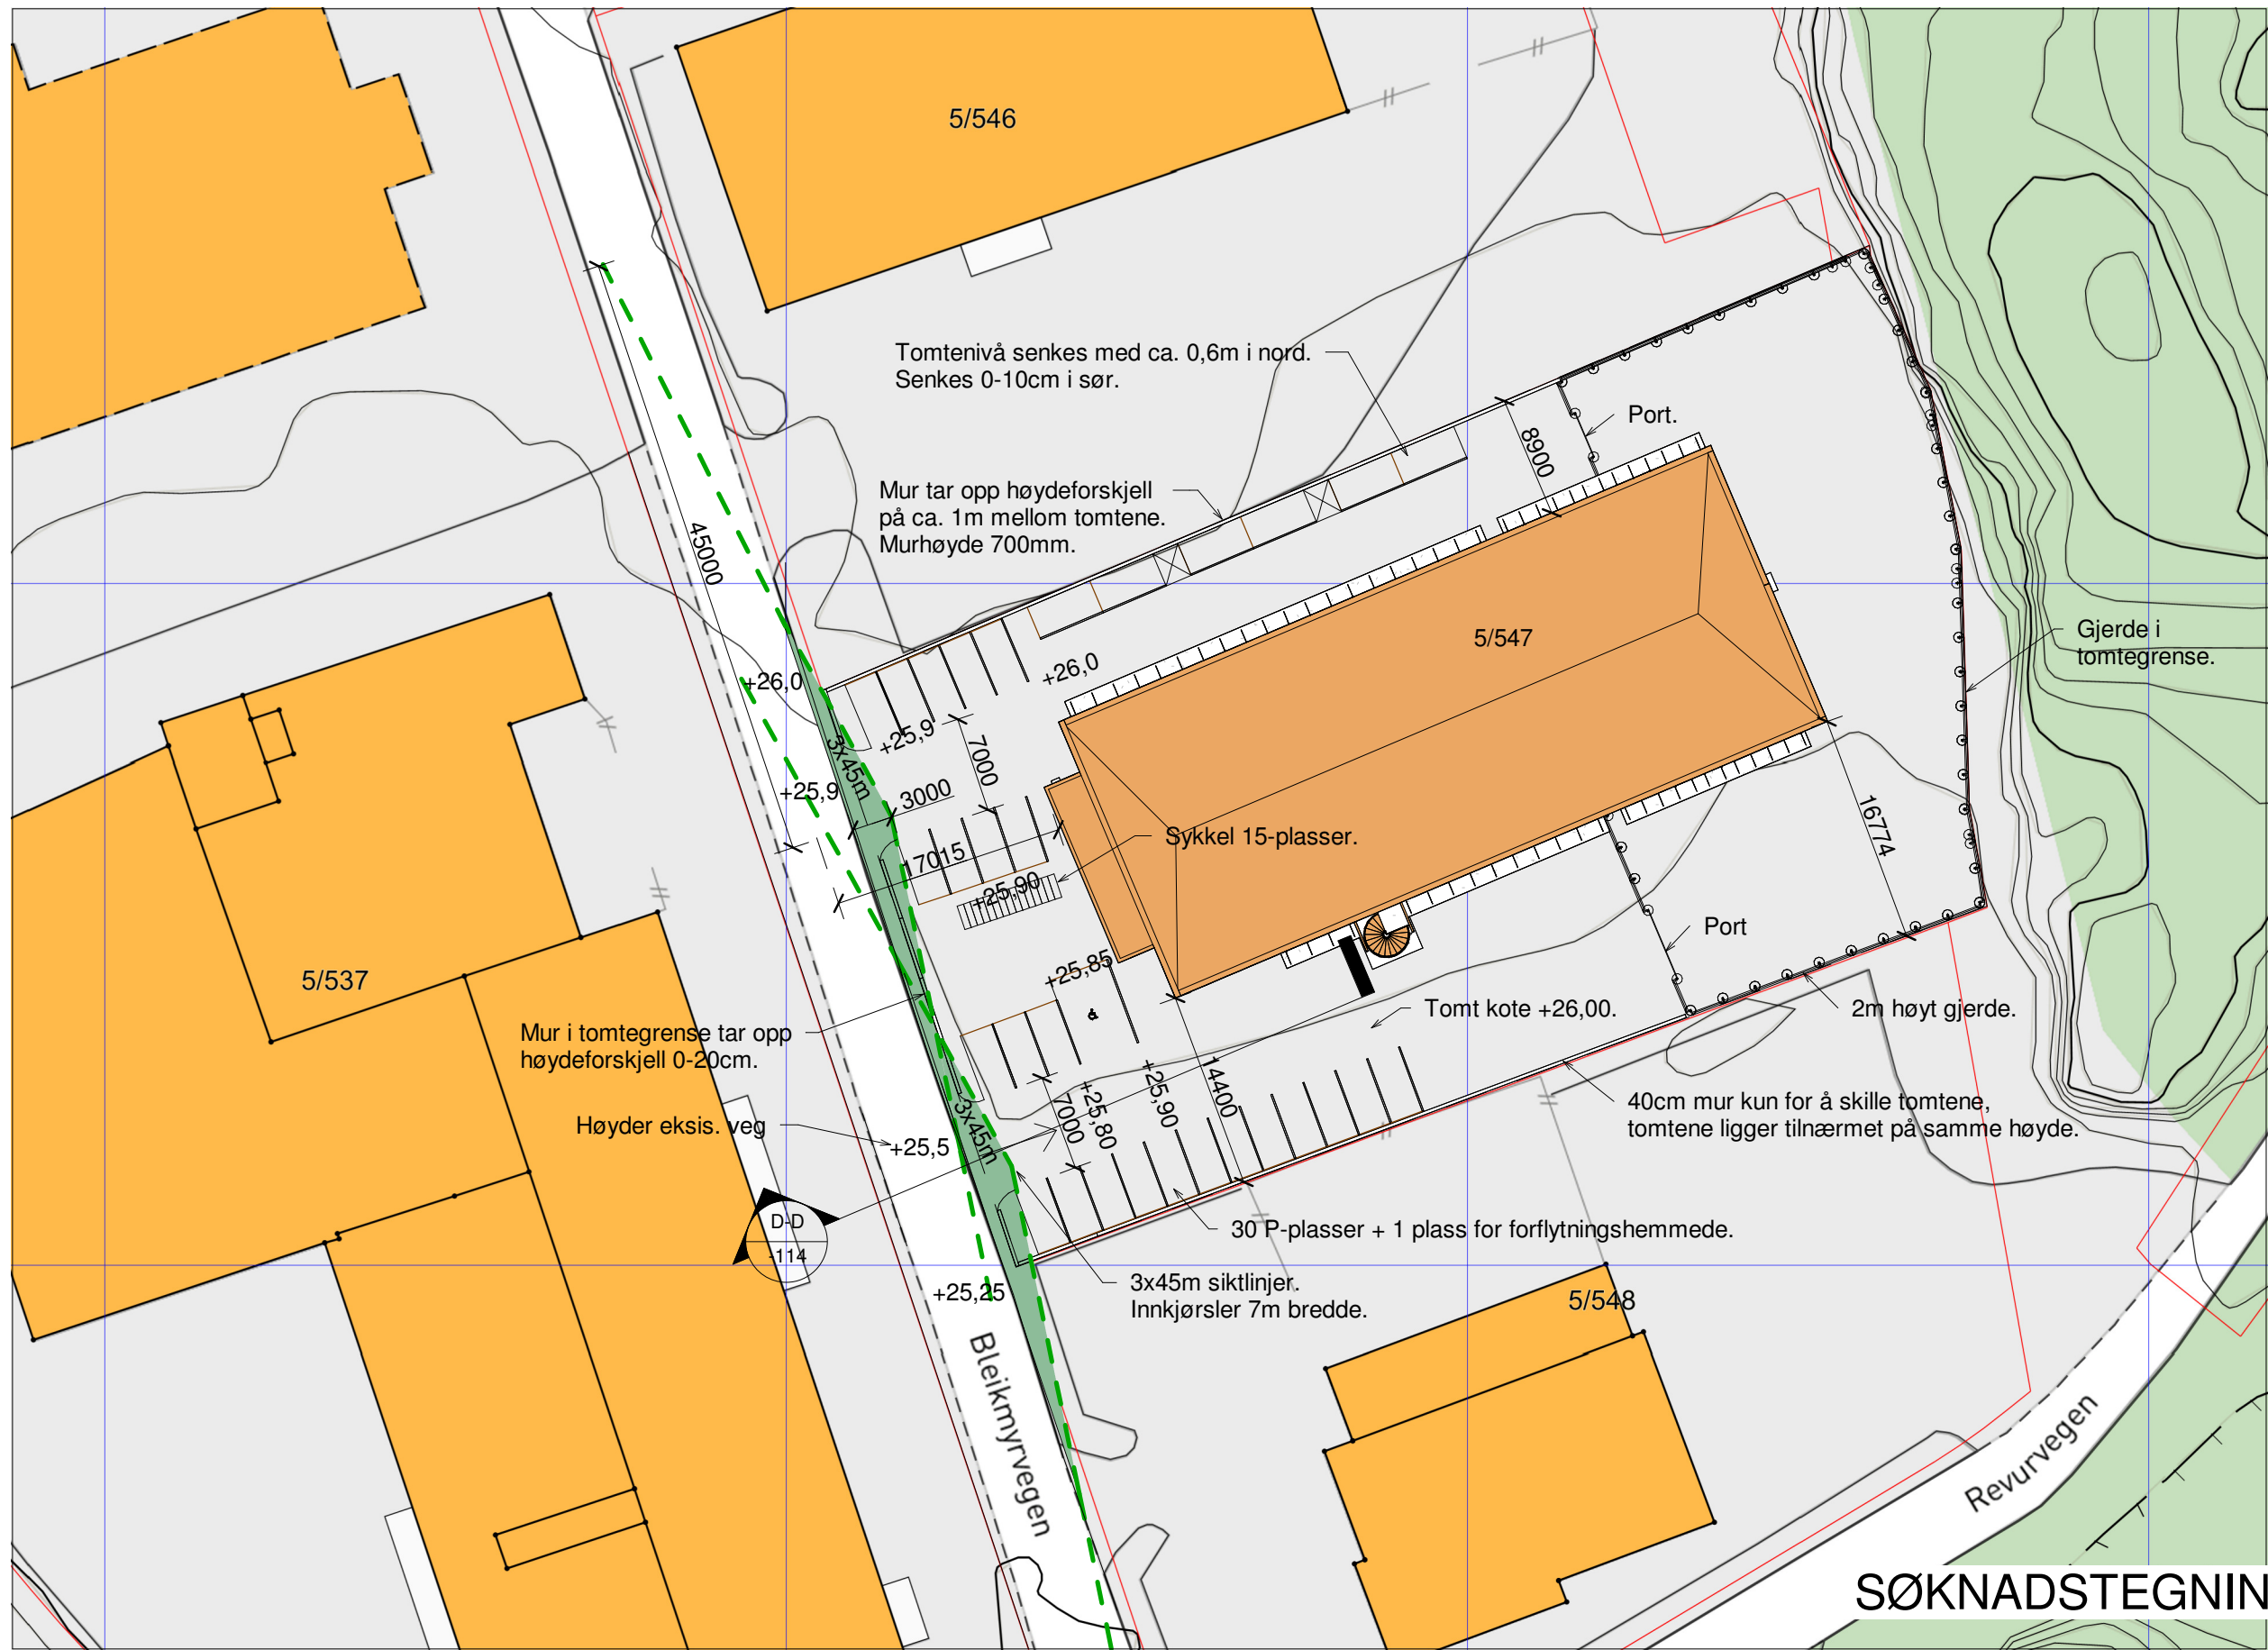 5/546
Tomtenivå senkes med ca. 0,6m i nord.
Senkes 0-10cm i sør.
Port.
8900
Mur tar opp høydeforskjell
på ca. 1m mellom tomtene.
Murhøyde 700mm.
45000
5/547
Gjerde i
tomtegrense.
+26,0
+26,0
+25,9
3x45m
7000
+25,9
3000
16774
Sykkel 15-plasser.
17015
+25,90
Port
5/537
+25,85
Tomt kote +26,00.
2m høyt gjerde.
Mur i tomtegrense tar opp
høydeforskjell 0-20cm.
14400
+25,90
+25,80
7000
3x45m
40cm mur kun for å skille tomtene,
tomtene ligger tilnærmet på samme høyde.
Høyder eksis. veg
+25,5
D-D
-114
30 P-plasser + 1 plass for forflytningshemmede.
3x45m siktlinjer.
Innkjørsler 7m bredde.
+25,25
5/548
Bleikmyrvegen
Revurvegen
SØKNADSTEGNIN